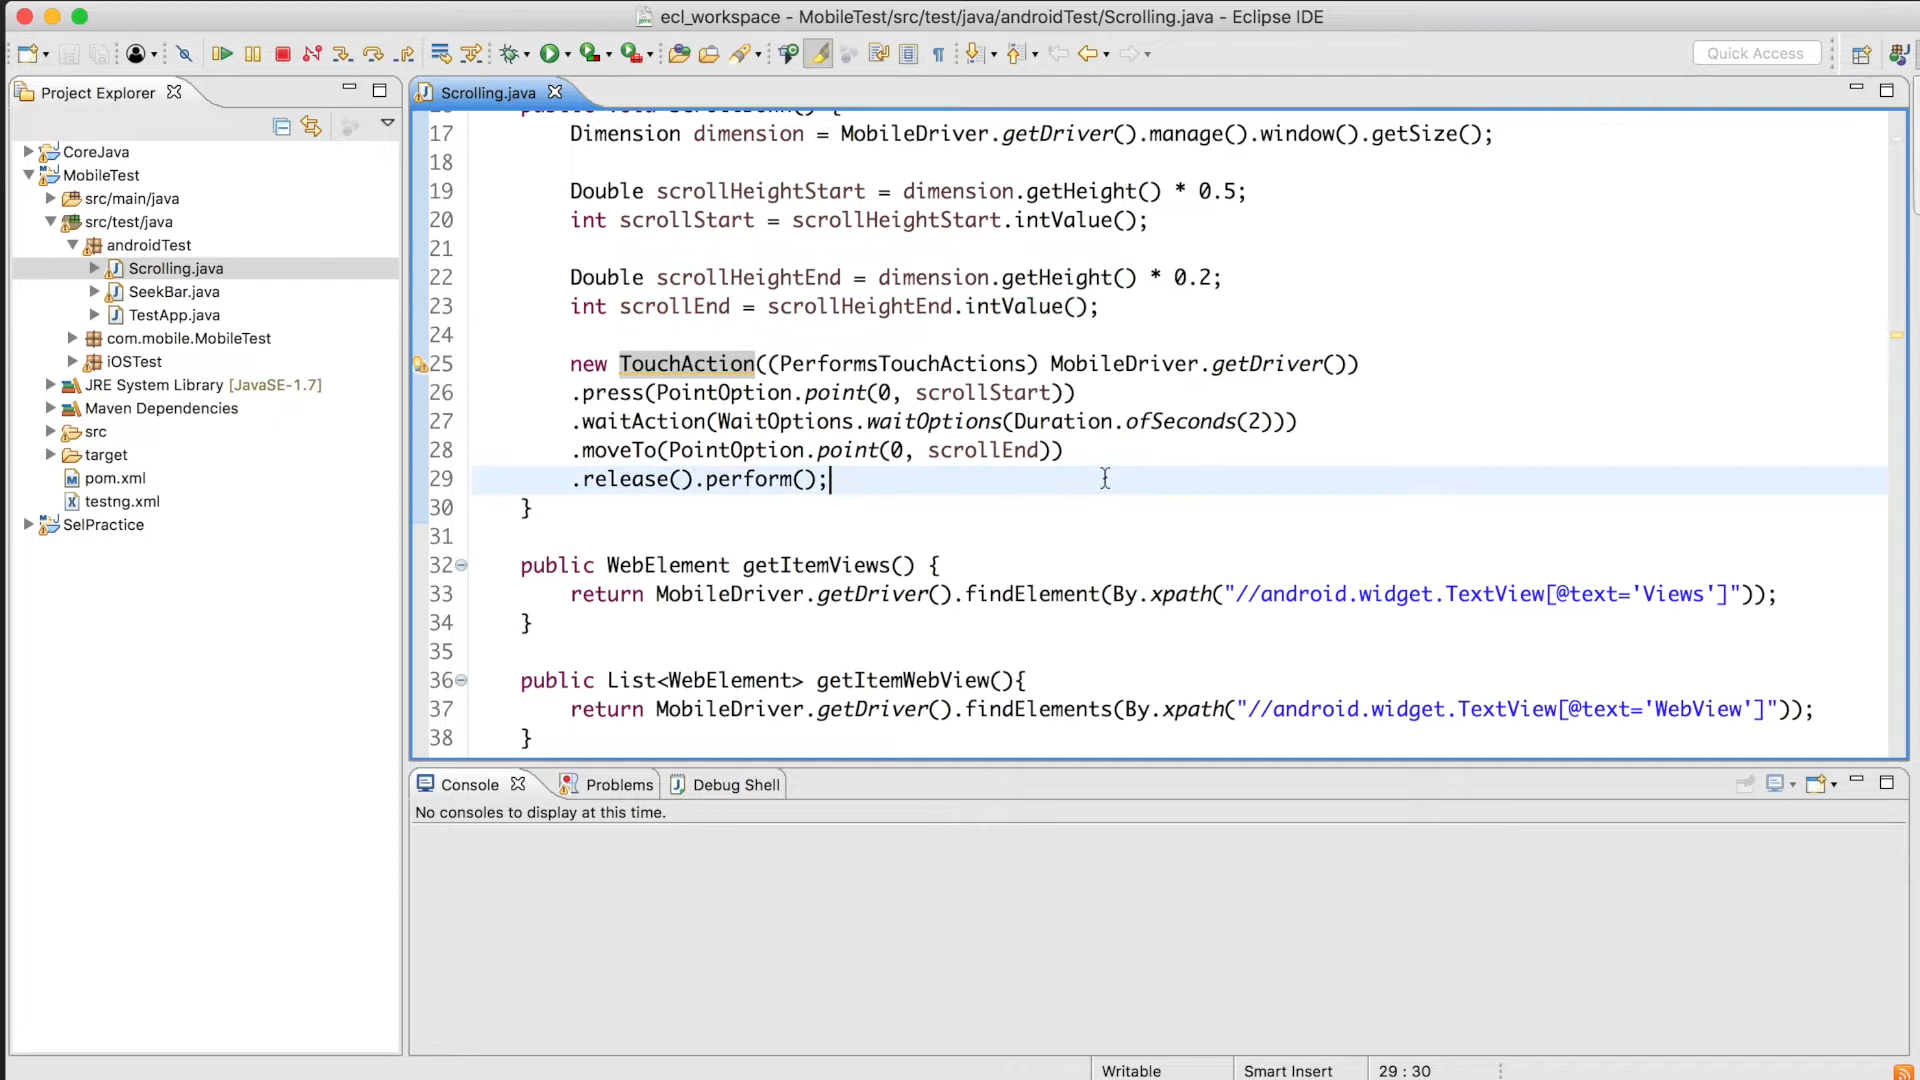 ecl_workspace - MobileTest/src/test/java/androidTest/Scrolling.java - Eclipse IDE
Quick Access
Project Explorer
CoreJava
MobileTest
src/main/java
src/test/java
androidTest
Scrolling.java
SeekBar.java
TestApp.java
com.mobile.MobileTest
iOSTest
JRE System Library [JavaSE-1.7]
Maven Dependencies
src
target
pom.xml
testng.xml
SelPractice
Scrolling.java
17 Dimension dimension = MobileDriver.getDriver().manage().window().getSize();
18
19 Double scrollHeightStart = dimension.getHeight() * 0.5;
20 int scrollStart = scrollHeightStart.intValue();
21
22 Double scrollHeightEnd = dimension.getHeight() * 0.2;
23 int scrollEnd = scrollHeightEnd.intValue();
24
25 new TouchAction((PerformsTouchActions) MobileDriver.getDriver())
26 .press(PointOption.point(0, scrollStart))
27 .waitAction(WaitOptions.waitOptions(Duration.ofSeconds(2)))
28 .moveTo(PointOption.point(0, scrollEnd))
29 .release().perform();
30 }
31
32 public WebElement getItemViews() {
33 return MobileDriver.getDriver().findElement(By.xpath("//android.widget.TextView[@text='Views']"));
34 }
35
36 public List<WebElement> getItemWebView(){
37 return MobileDriver.getDriver().findElements(By.xpath("//android.widget.TextView[@text='WebView']"));
38 }
Console
Problems
Debug Shell
No consoles to display at this time.
Writable
Smart Insert
29 : 30